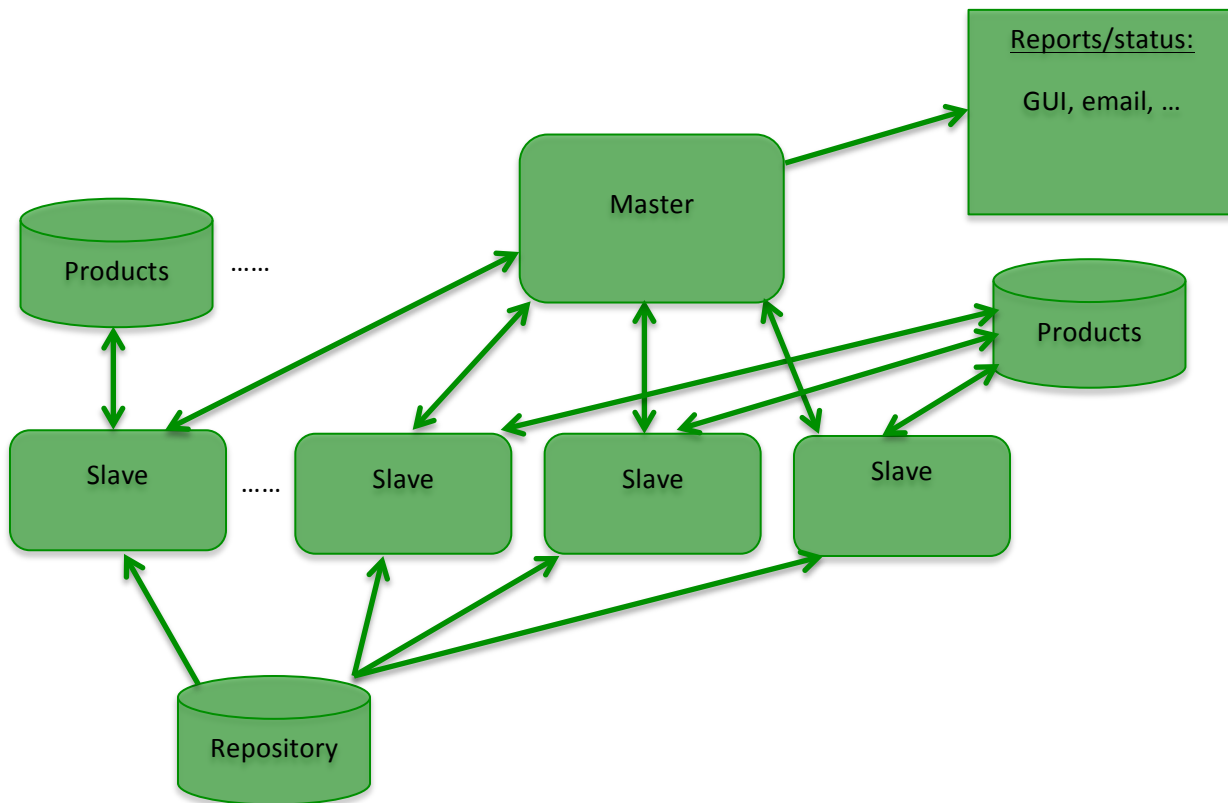 Reports/status:
GUI, email, ...
Master
Products
......
Products
Slave
......
Slave
Slave
Slave
Repository